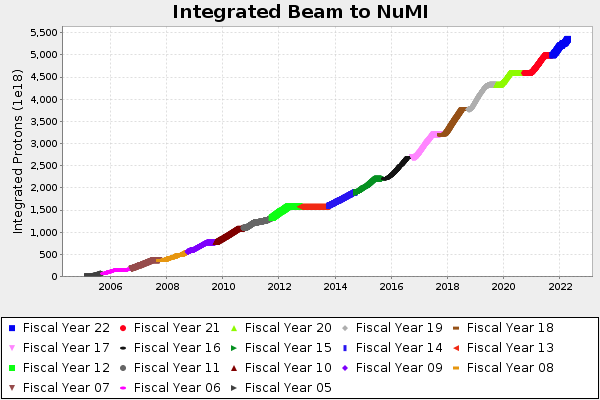 Integrated Beam to NuMI
Integrated Protons (1e18)
5,500
5,000
4,500
4,000
3,500
3,000
2,500
2,000
1,500
1,000
500
0
2006 2008 2010 2012 2014 2016 2018 2020 2022
Fiscal Year 22 Fiscal Year 21 Fiscal Year 20 Fiscal Year 19 Fiscal Year 18
Fiscal Year 17 Fiscal Year 16 Fiscal Year 15 Fiscal Year 14 Fiscal Year 13
Fiscal Year 12 Fiscal Year 11 Fiscal Year 10 Fiscal Year 09 Fiscal Year 08
Fiscal Year 07 Fiscal Year 06 Fiscal Year 05